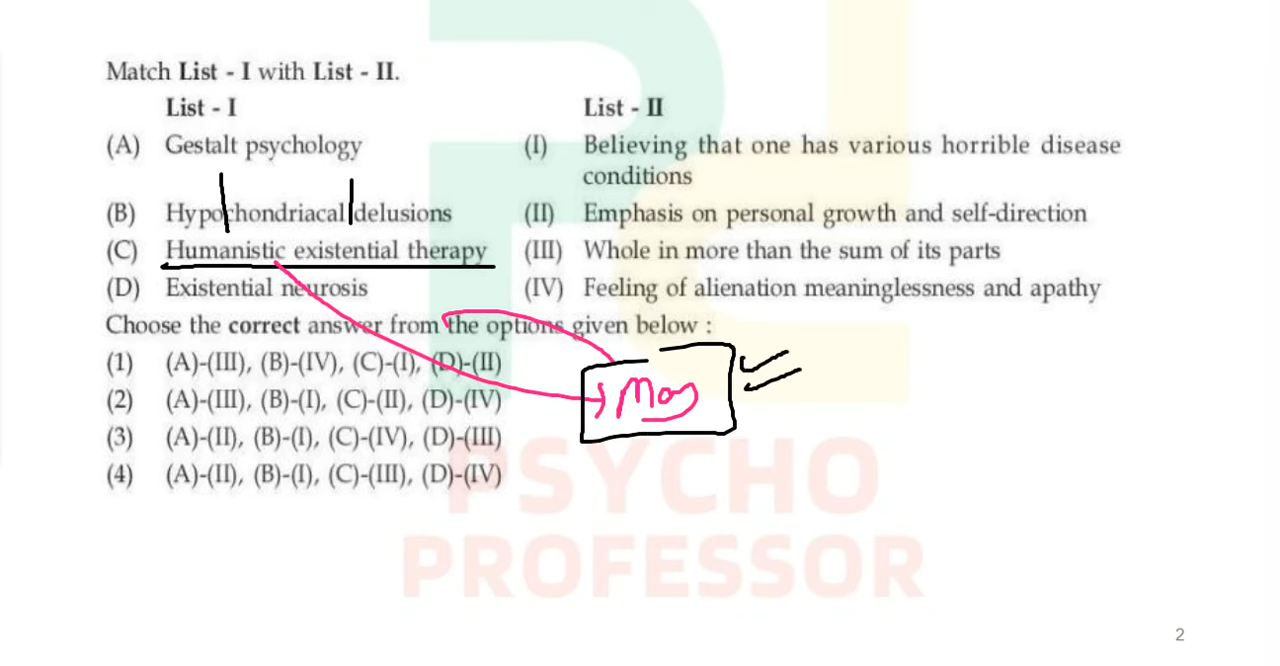 Match List - I with List - II.
List - I List - II
(A) Gestalt psychology (I) Believing that one has various horrible disease
conditions
(B) Hypochondriacal delusions (II) Emphasis on personal growth and self-direction
(C) Humanistic existential therapy (III) Whole in more than the sum of its parts
(D) Existential neurosis (IV) Feeling of alienation meaninglessness and apathy
Choose the correct answer from the options given below :
(1) (A)-(III), (B)-(IV), (C)-(I), (D)-(II)
(2) (A)-(III), (B)-(I), (C)-(II), (D)-(IV)
(3) (A)-(II), (B)-(I), (C)-(IV), (D)-(III)
(4) (A)-(II), (B)-(I), (C)-(III), (D)-(IV)
PSYCHO
PROFESSOR
2